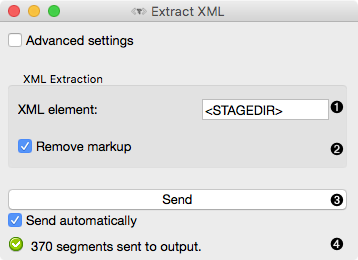 Extract XML
Advanced settings
XML Extraction
XML element: <STAGEDIR> ❶
Remove markup ❷
Send ❸
Send automatically
370 segments sent to output. ❹